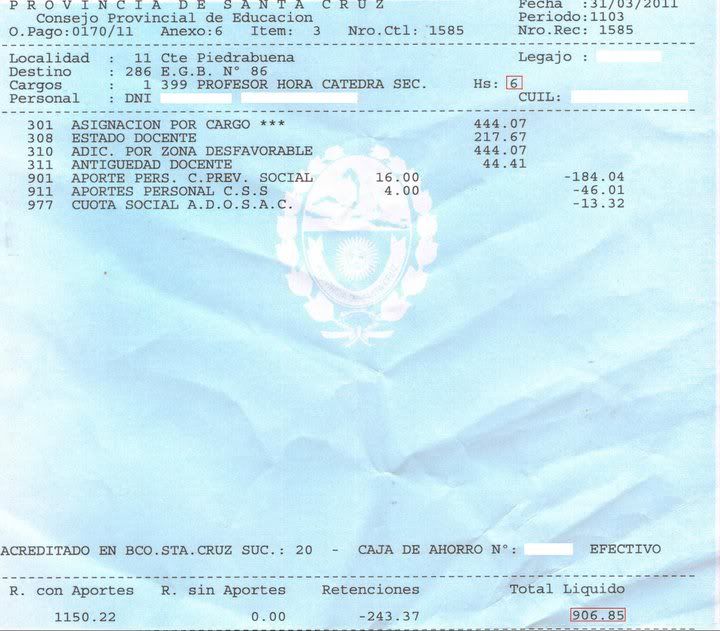 PROVINCIA DE SANTA CRUZ Fecha :31/03/2011
Consejo Provincial de Educacion Periodo:1103
O.Pago:0170/11 Anexo:6 Item: 3 Nro.Ctl: 1585 Nro.Rec: 1585
Localidad : 11 Cte Piedrabuena Legajo :
Destino : 286 E.G.B. N° 86
Cargos : 1 399 PROFESOR HORA CATEDRA SEC. Hs: 6
Personal : DNI CUIL:
301 ASIGNACION POR CARGO *** 444.07
308 ESTADO DOCENTE 217.67
310 ADIC. POR ZONA DESFAVORABLE 444.07
311 ANTIGUEDAD DOCENTE 44.41
901 APORTE PERS. C.PREV. SOCIAL 16.00 -184.04
911 APORTES PERSONAL C.S.S 4.00 -46.01
977 CUOTA SOCIAL A.D.O.S.A.C. -13.32
ACREDITADO EN BCO.STA.CRUZ SUC.: 20 - CAJA DE AHORRO N°: EFECTIVO
R. con Aportes R. sin Aportes Retenciones Total Liquido
1150.22 0.00 -243.37 906.85